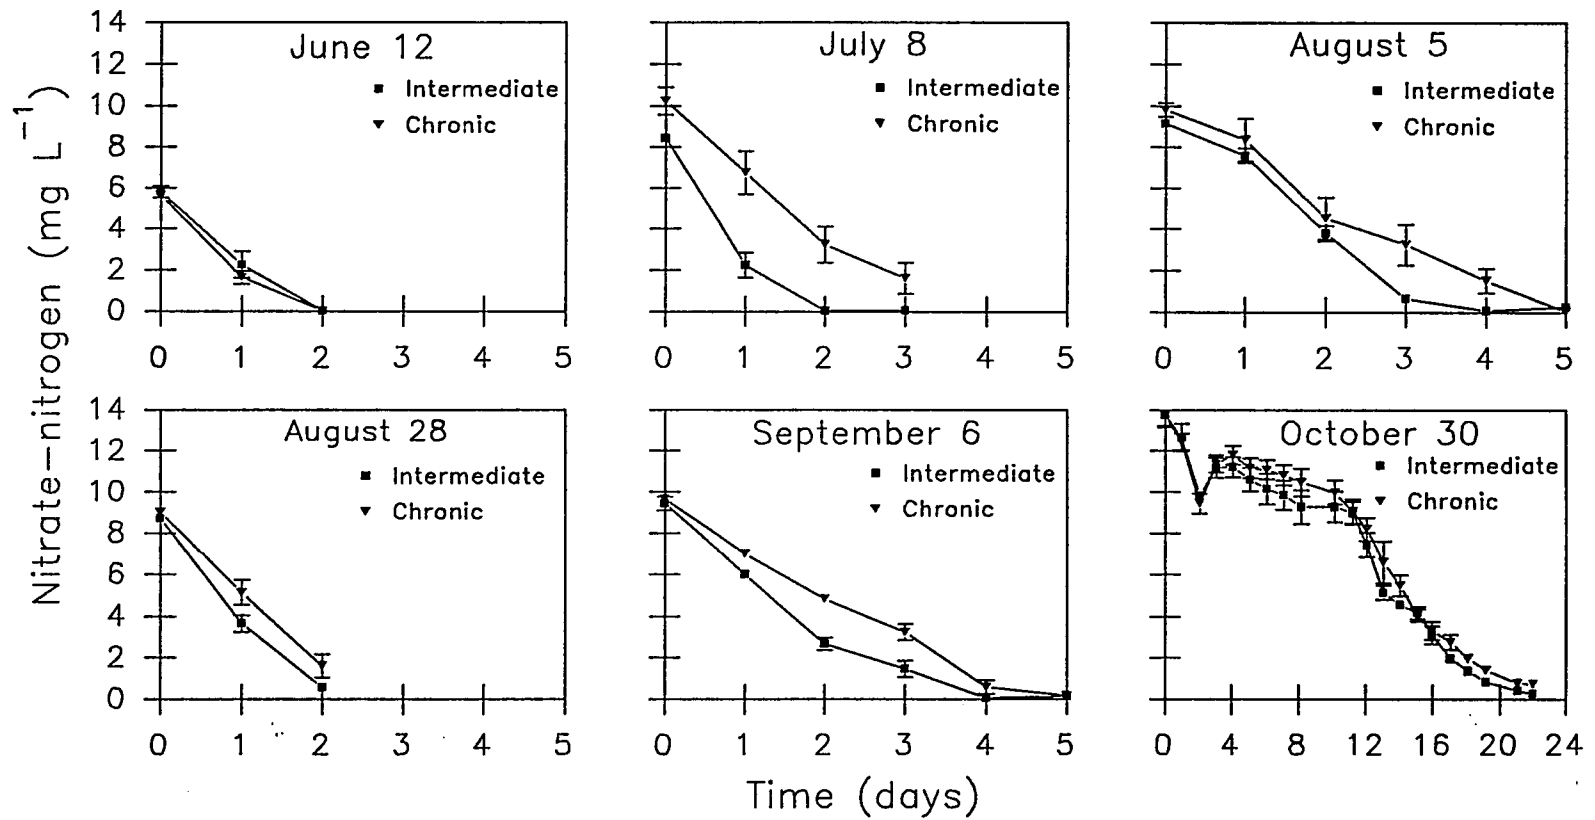 Nitrate-nitrogen (mg L⁻¹)
June 12
Intermediate
Chronic
14
12
10
8
6
4
2
0
0 1 2 3 4 5
July 8
Intermediate
Chronic
0 1 2 3 4 5
August 5
Intermediate
Chronic
0 1 2 3 4 5
August 28
Intermediate
Chronic
14
12
10
8
6
4
2
0
0 1 2 3 4 5
September 6
Intermediate
Chronic
0 1 2 3 4 5
October 30
Intermediate
Chronic
0 4 8 12 16 20 24
Time (days)